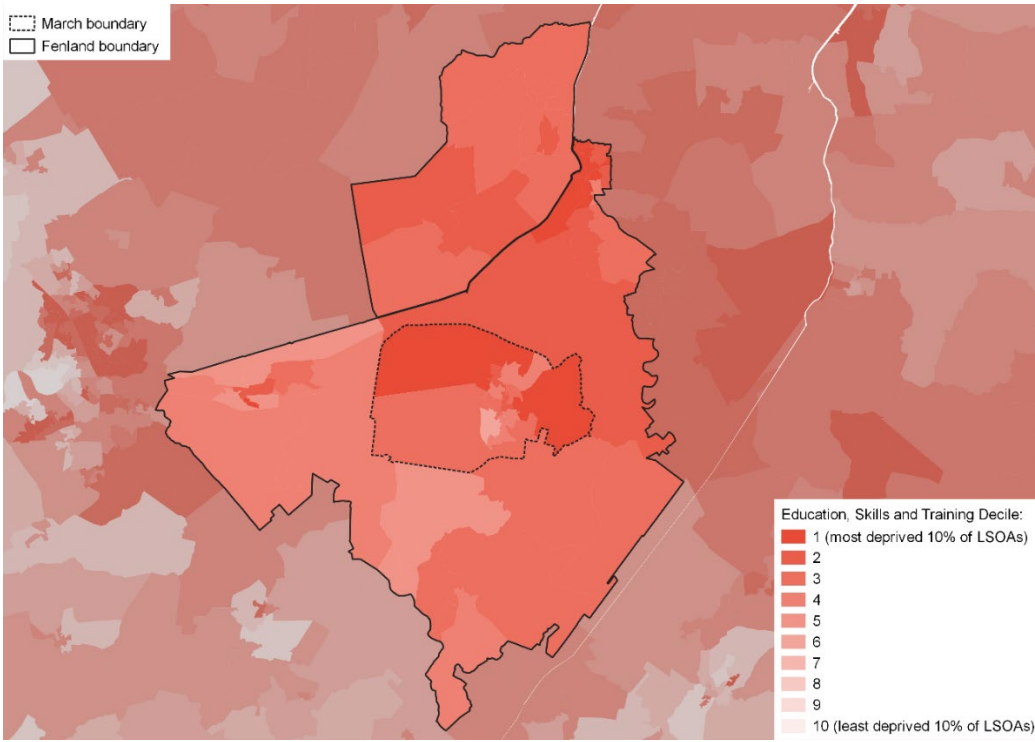 March boundary
Fenland boundary
Education, Skills and Training Decile:
1 (most deprived 10% of LSOAs)
2
3
4
5
6
7
8
9
10 (least deprived 10% of LSOAs)